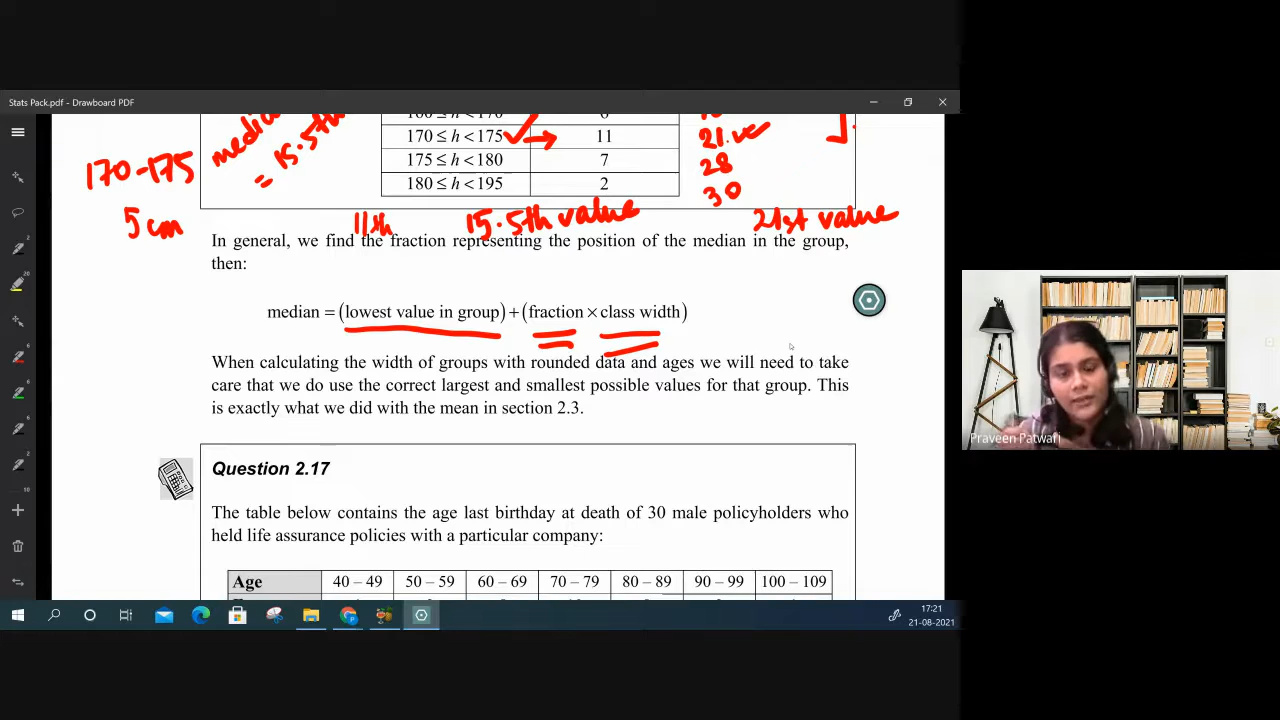 Stats Pack.pdf - Drawboard PDF
170 ≤ h < 175 11 21
175 ≤ h < 180 7 28
180 ≤ h < 195 2 30
170-175
median
= 15.5th
5 cm 11th 15.5th value 21st value
In general, we find the fraction representing the position of the median in the group,
then:
median = (lowest value in group) + (fraction × class width)
When calculating the width of groups with rounded data and ages we will need to take
care that we do use the correct largest and smallest possible values for that group. This
is exactly what we did with the mean in section 2.3.
Praveen Patwari
Question 2.17
The table below contains the age last birthday at death of 30 male policyholders who
held life assurance policies with a particular company:
Age 40 – 49 50 – 59 60 – 69 70 – 79 80 – 89 90 – 99 100 – 109
17:21
21-08-2021